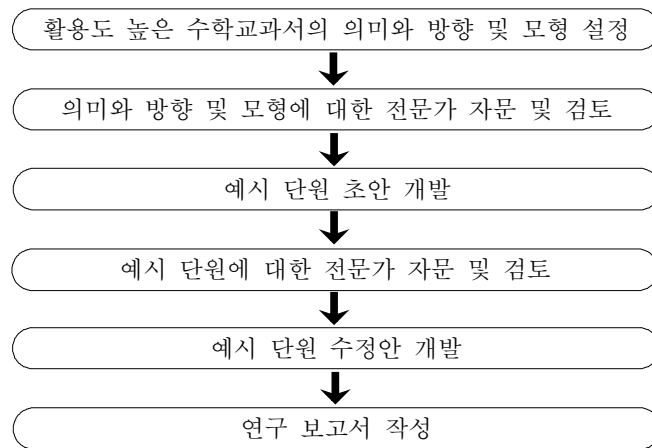 활용도 높은 수학교과서의 의미와 방향 및 모형 설정
의미와 방향 및 모형에 대한 전문가 자문 및 검토
예시 단원 초안 개발
예시 단원에 대한 전문가 자문 및 검토
예시 단원 수정안 개발
연구 보고서 작성